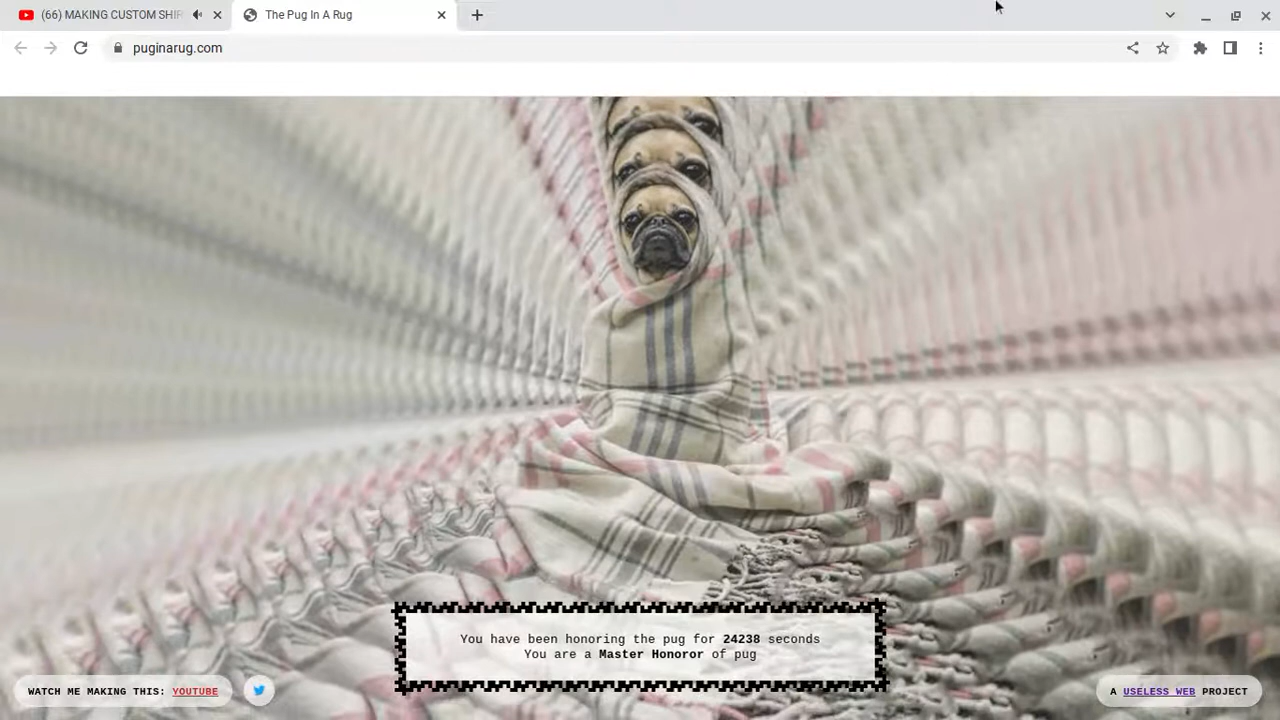 (66) MAKING CUSTOM SHIR
The Pug In A Rug
puginarug.com
You have been honoring the pug for 24238 seconds
You are a Master Honoror of pug
WATCH ME MAKING THIS: YOUTUBE
A USELESS WEB PROJECT